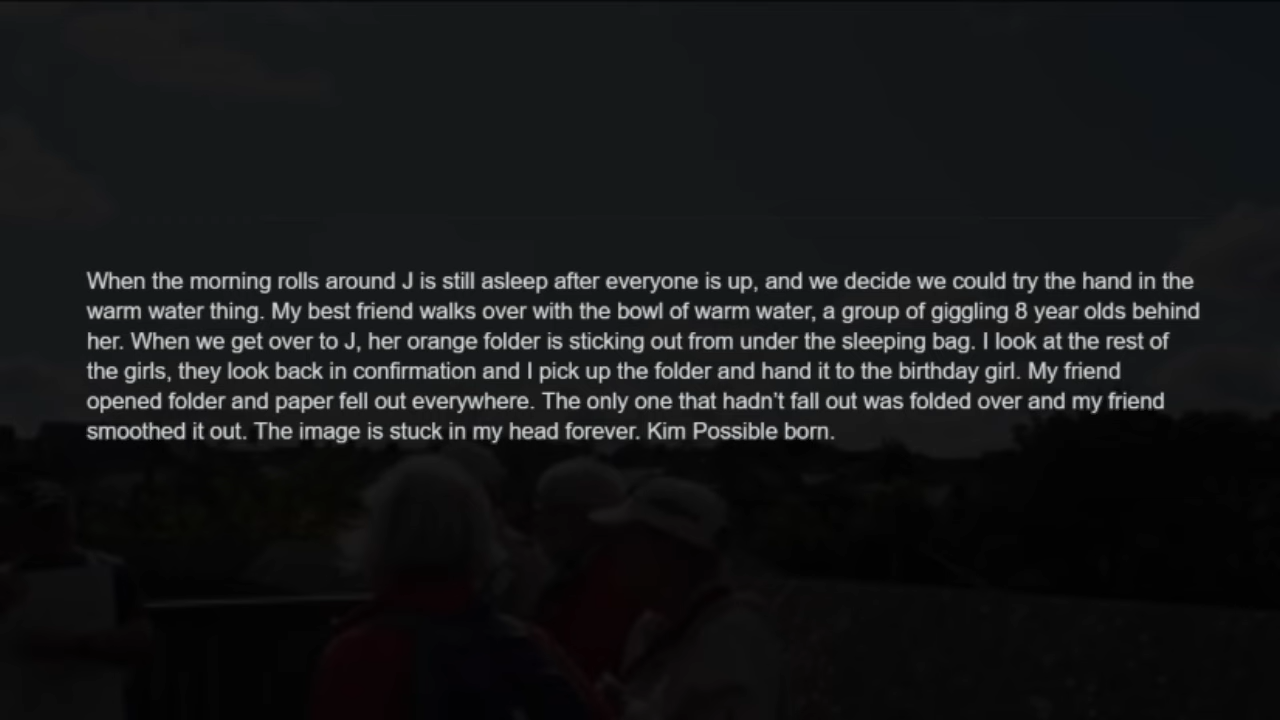 When the morning rolls around J is still asleep after everyone is up, and we decide we could try the hand in the
warm water thing. My best friend walks over with the bowl of warm water, a group of giggling 8 year olds behind
her. When we get over to J, her orange folder is sticking out from under the sleeping bag. I look at the rest of
the girls, they look back in confirmation and I pick up the folder and hand it to the birthday girl. My friend
opened folder and paper fell out everywhere. The only one that hadn't fall out was folded over and my friend
smoothed it out. The image is stuck in my head forever. Kim Possible born.